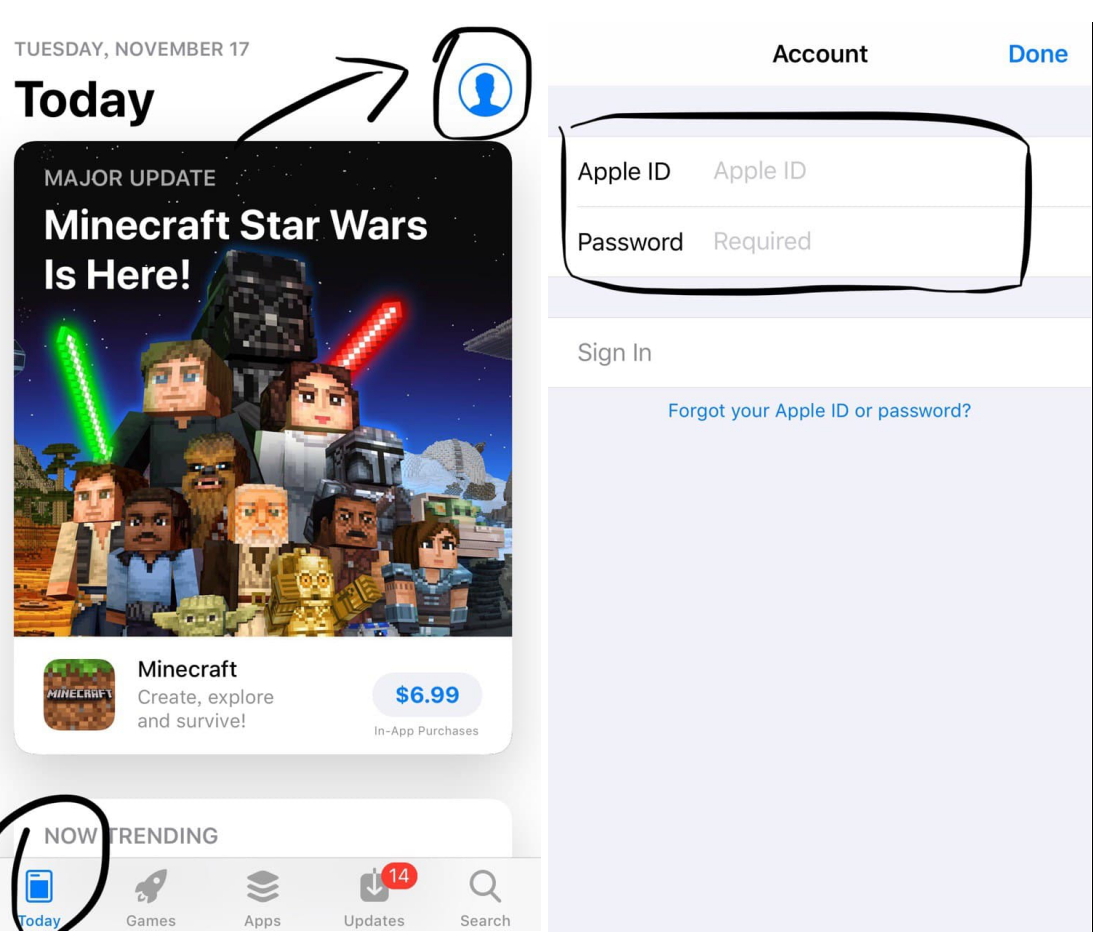 TUESDAY, NOVEMBER 17
Today
MAJOR UPDATE
Minecraft Star Wars
Is Here!
MINECRAFT
Minecraft
Create, explore
and survive!
$6.99
In-App Purchases
NOW TRENDING
Today
Games
Apps
14
Updates
Search
Account
Done
Apple ID
Apple ID
Password
Required
Sign In
Forgot your Apple ID or password?